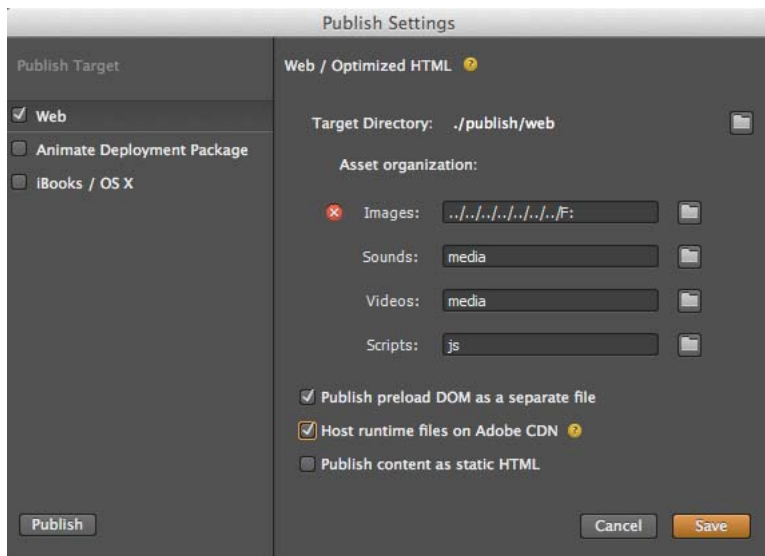 Publish Settings
Publish Target
Web
Animate Deployment Package
iBooks / OS X
Publish
Web / Optimized HTML ?
Target Directory: ./publish/web
Asset organization:
Images: ../../../../../../../F:
Sounds: media
Videos: media
Scripts: js
Publish preload DOM as a separate file
Host runtime files on Adobe CDN ?
Publish content as static HTML
Cancel Save